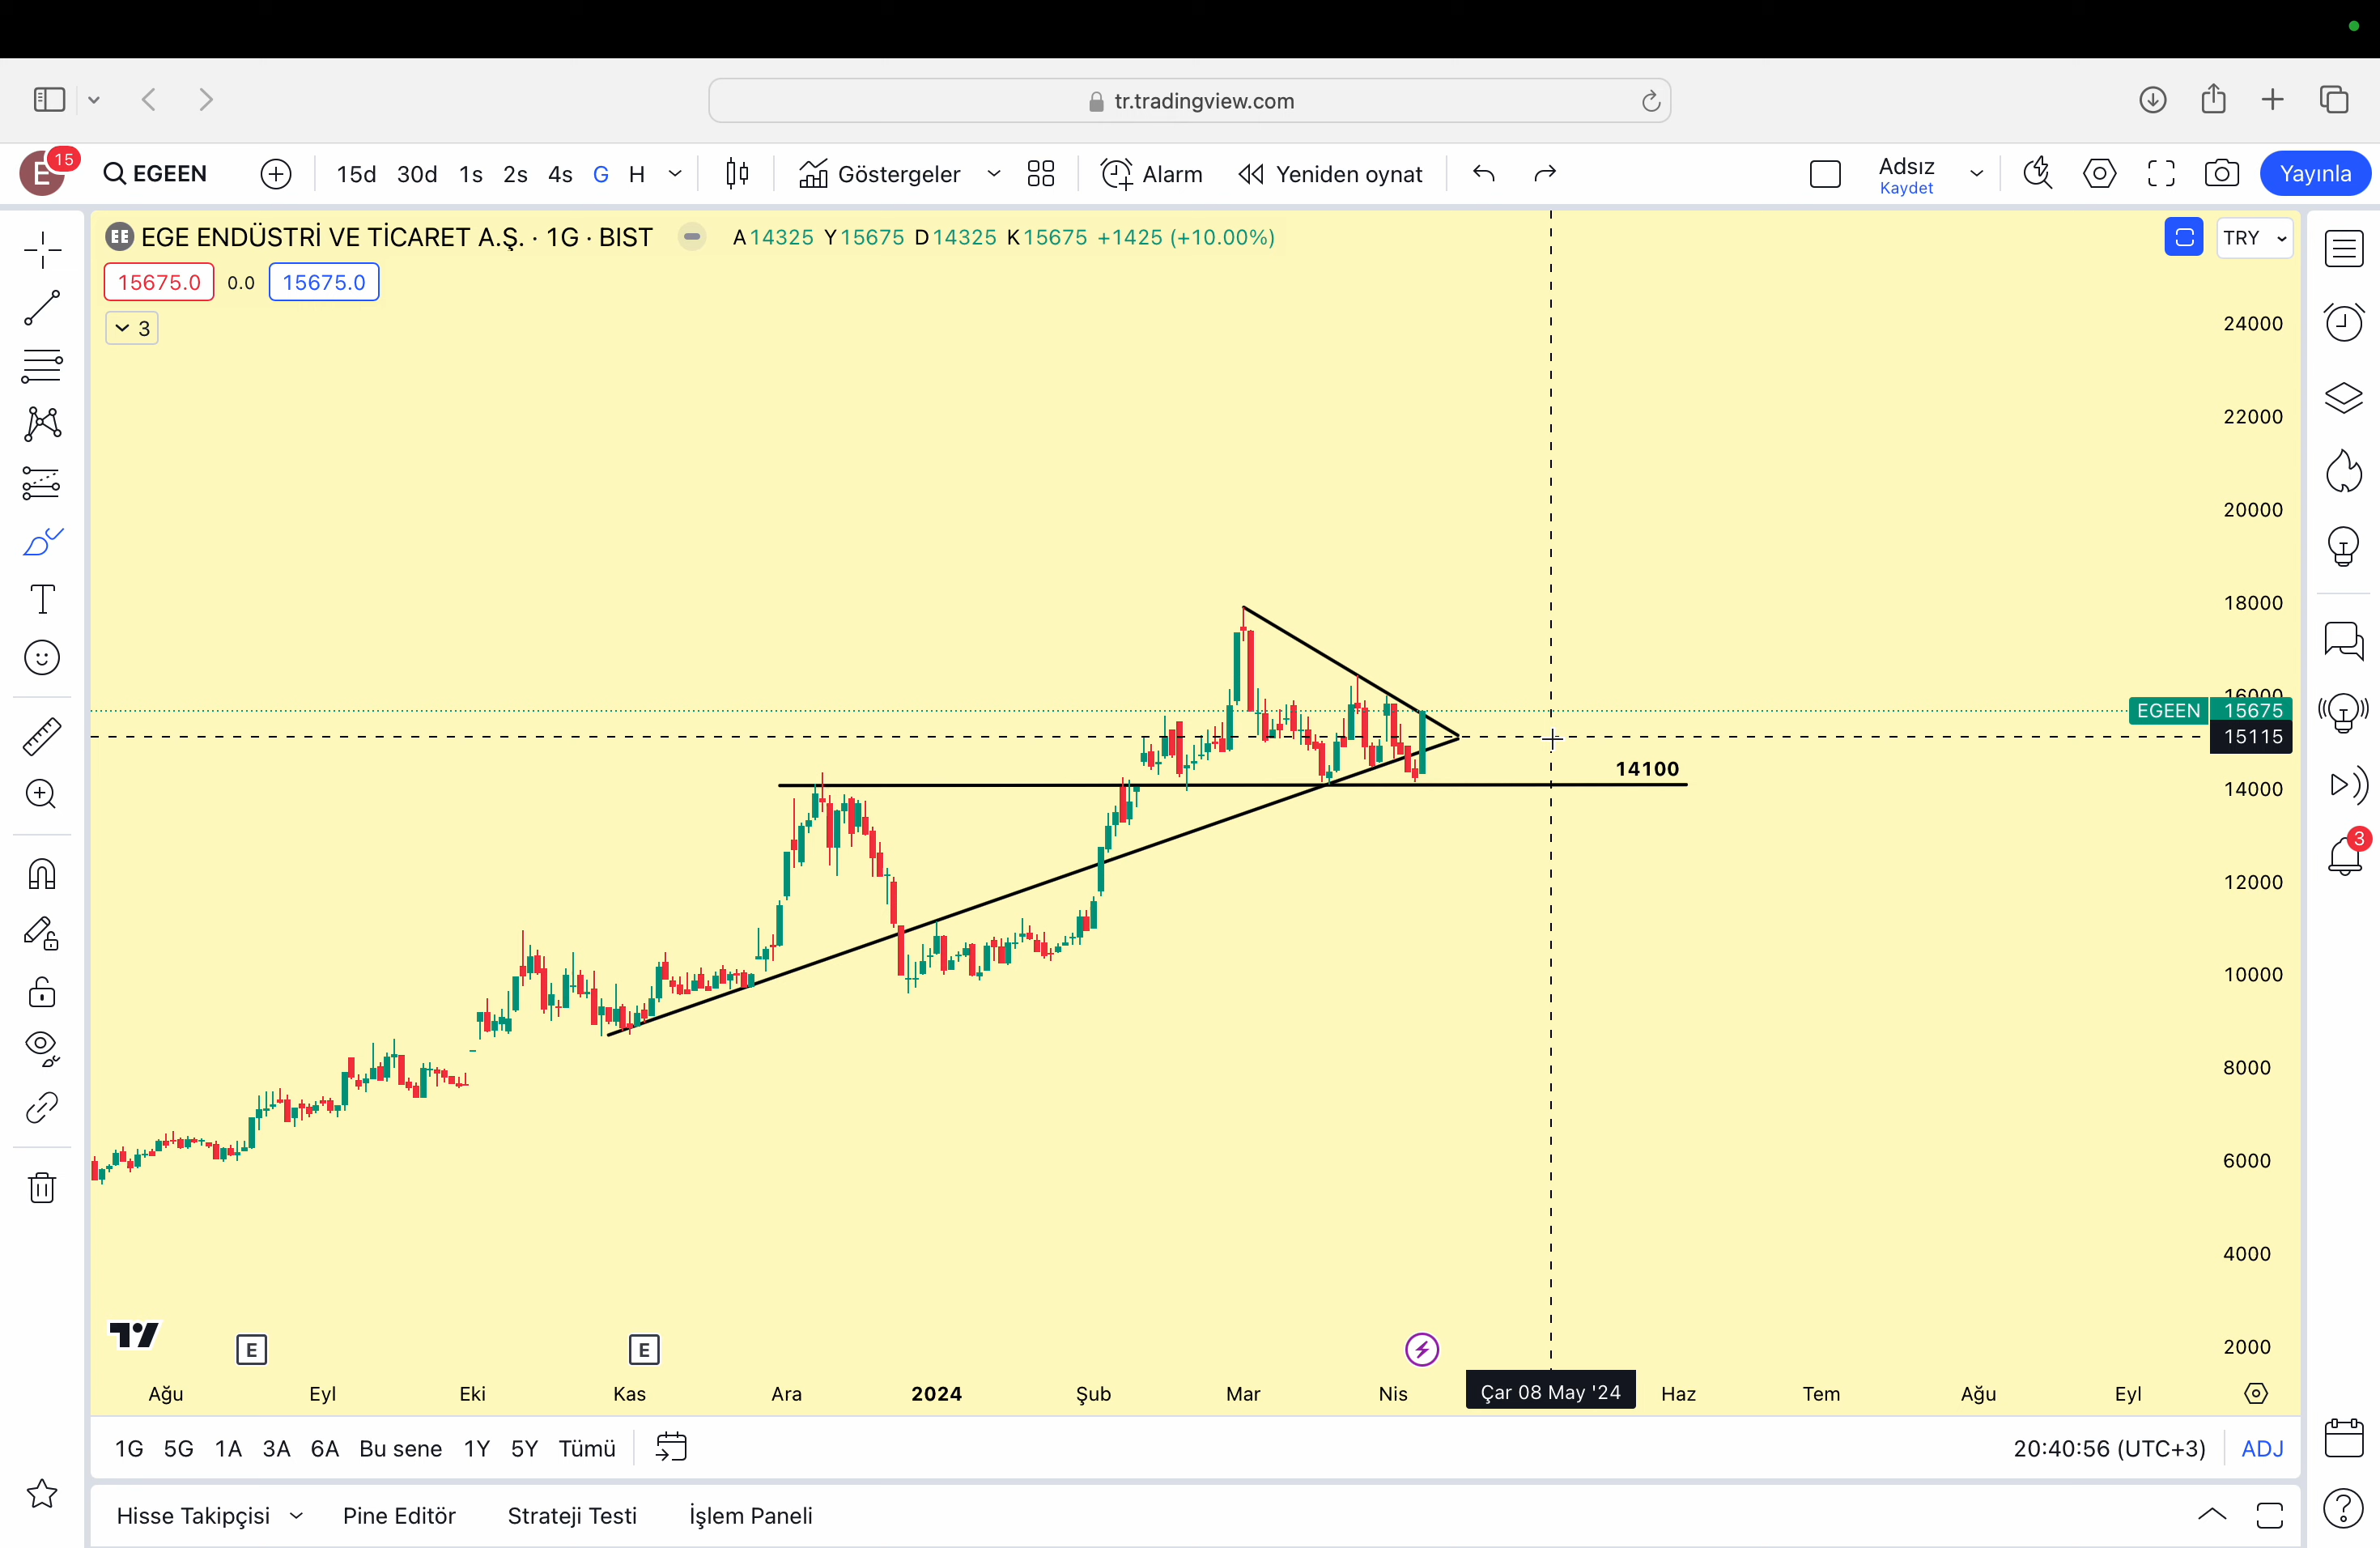 tr.tradingview.com
E 15 EGEEN 15d 30d 1s 2s 4s G H Göstergeler Alarm Yeniden oynat Adsız Yayınla
Kaydet
EE EGE ENDÜSTRİ VE TİCARET A.Ş. · 1G · BIST A14325 Y15675 D14325 K15675 +1425 (+10.00%) TRY
15675.0 0.0 15675.0
3
24000
22000
20000
18000
16000
EGEEN 15675
15115
14100
14000
3
12000
10000
8000
6000
4000
2000
E E
Ağu Eyl Eki Kas Ara 2024 Şub Mar Nis Çar 08 May '24 Haz Tem Ağu Eyl
1G 5G 1A 3A 6A Bu sene 1Y 5Y Tümü 20:40:56 (UTC+3) ADJ
Hisse Takipçisi Pine Editör Strateji Testi İşlem Paneli